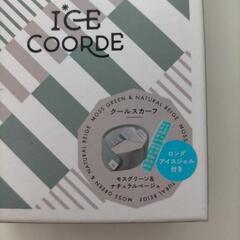 ICE
COORDE
MOSS GREEN & NATURAL BEIGE
クールスカーフ
ロング
アイスジェル
付き
モスグリーン&
ナチュラルベージュ